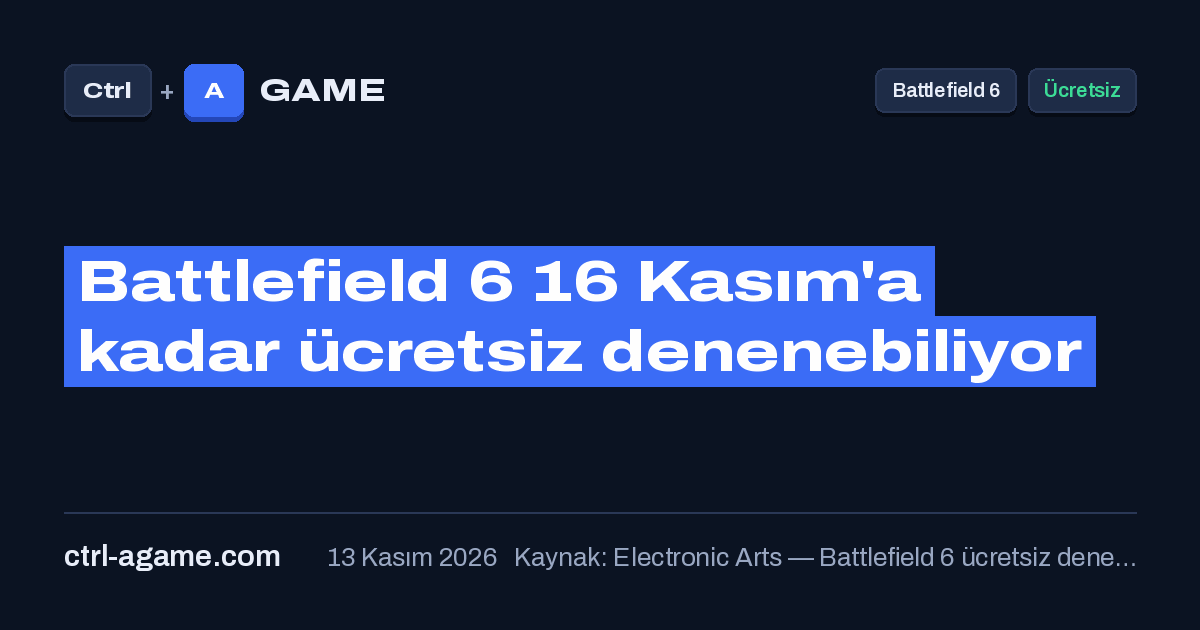 Ctrl + A GAME
Battlefield 6 Ücretsiz
Battlefield 6 16 Kasım'a
kadar ücretsiz denenebiliyor
ctrl-agame.com 13 Kasım 2026 Kaynak: Electronic Arts — Battlefield 6 ücretsiz dene...